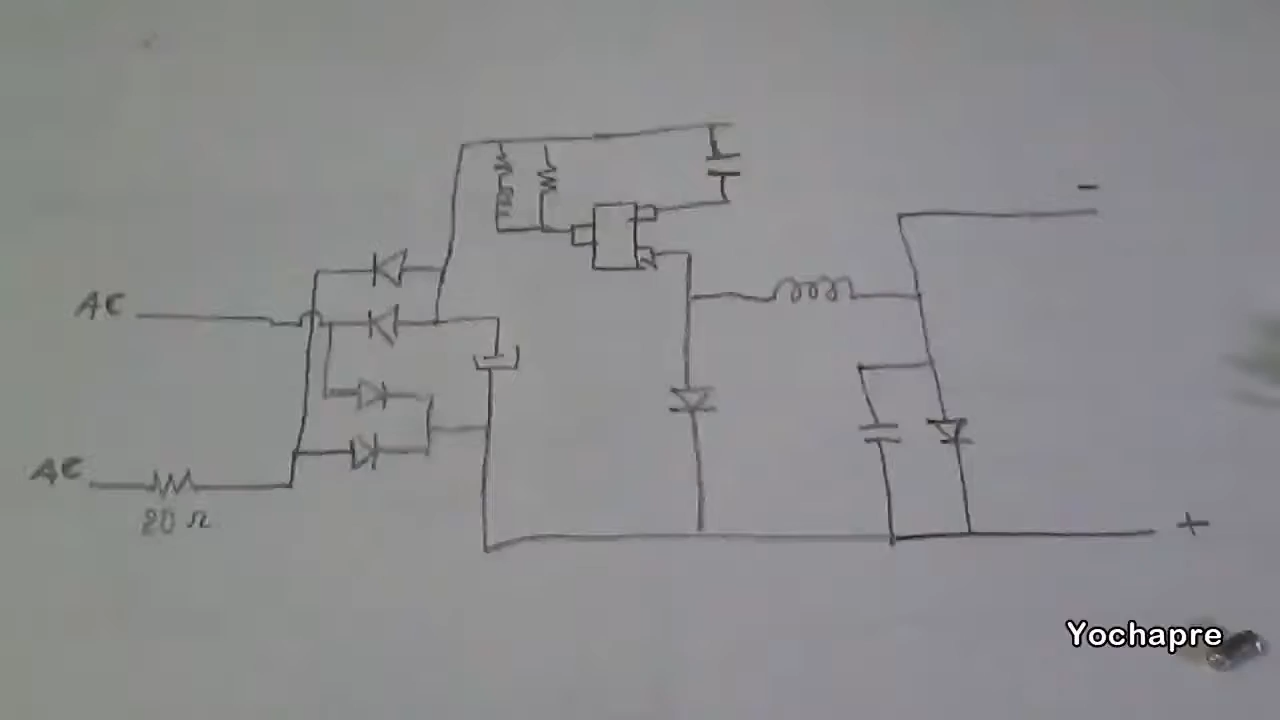 -
AC
AC
20 Ω
+
Yochapre